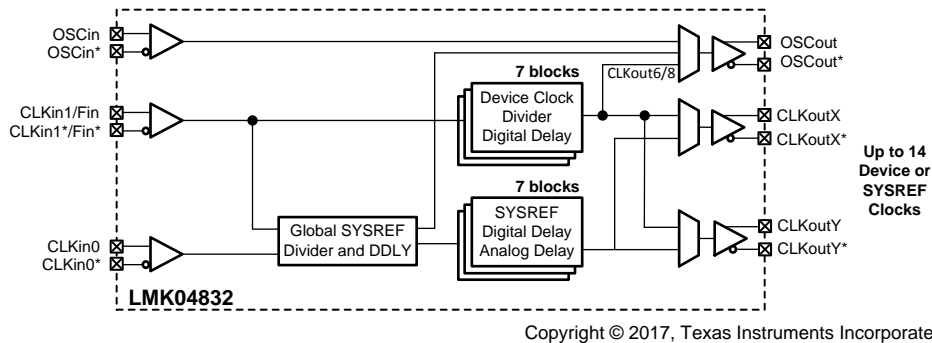 OSCin
OSCin*
CLKin1/Fin
CLKin1*/Fin*
CLKin0
CLKin0*
7 blocks
Device Clock
Divider
Digital Delay
CLKout6/8
7 blocks
SYSREF
Digital Delay
Analog Delay
Global SYSREF
Divider and DDLY
OSCout
OSCout*
CLKoutX
CLKoutX*
CLKoutY
CLKoutY*
Up to 14
Device or
SYSREF
Clocks
LMK04832
Copyright © 2017, Texas Instruments Incorporate